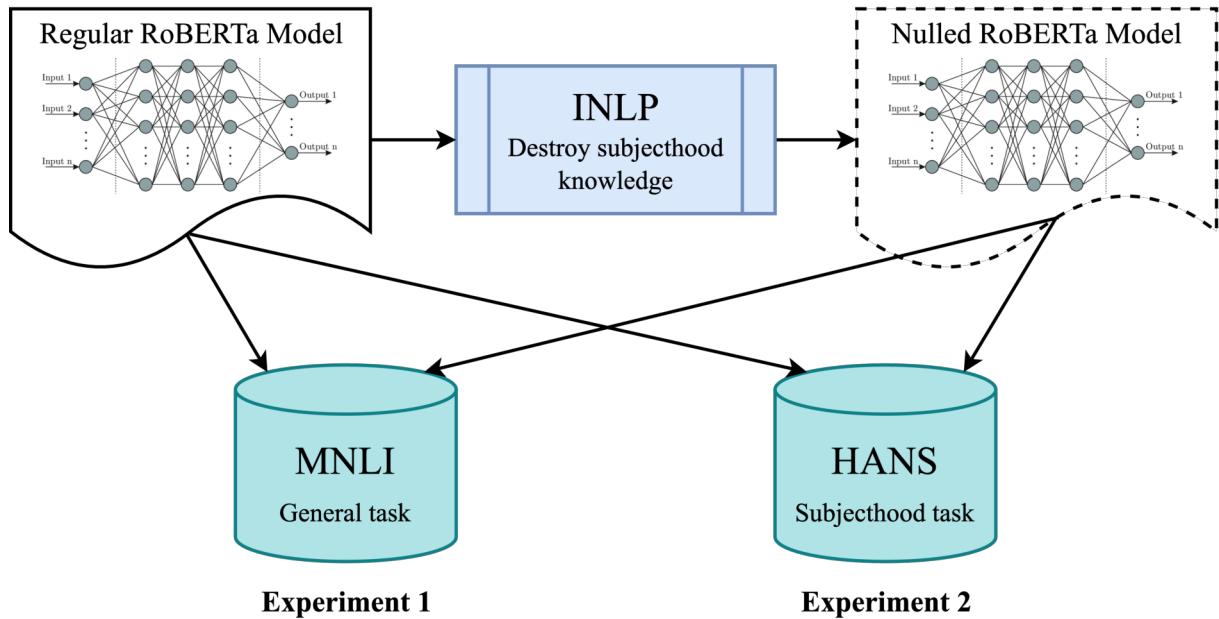 Regular RoBERTa Model
Input 1
Input 2
Input n
Output 1
Output n
INLP
Destroy subjecthood
knowledge
Nulled RoBERTa Model
Input 1
Input 2
Input n
Output 1
Output n
MNLI
General task
HANS
Subjecthood task
Experiment 1
Experiment 2